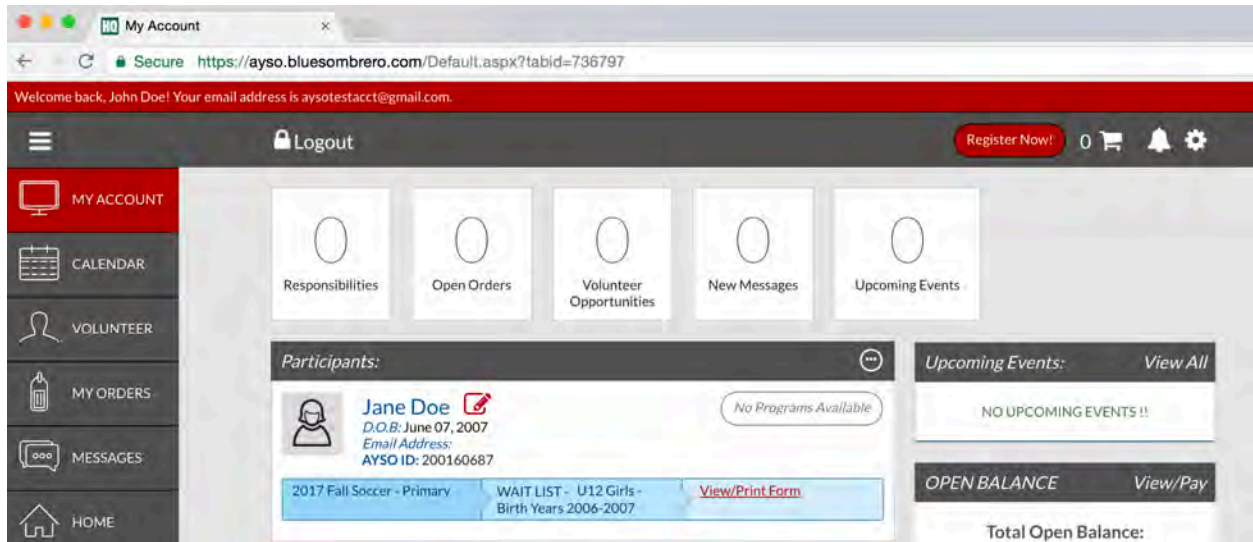 HQ My Account ×
Secure https://ayso.bluesombrero.com/Default.aspx?tabid=736797
Welcome back, John Doe! Your email address is aysotestacct@gmail.com.
Logout
Register Now!
0
MY ACCOUNT
CALENDAR
VOLUNTEER
MY ORDERS
MESSAGES
HOME
0
Responsibilities
0
Open Orders
0
Volunteer
Opportunities
0
New Messages
0
Upcoming Events
Participants:
Jane Doe
No Programs Available
D.O.B: June 07, 2007
Email Address:
AYSO ID: 200160687
2017 Fall Soccer - Primary
WAIT LIST - U12 Girls -
Birth Years 2006-2007
View/Print Form
Upcoming Events: View All
NO UPCOMING EVENTS !!
OPEN BALANCE View/Pay
Total Open Balance: